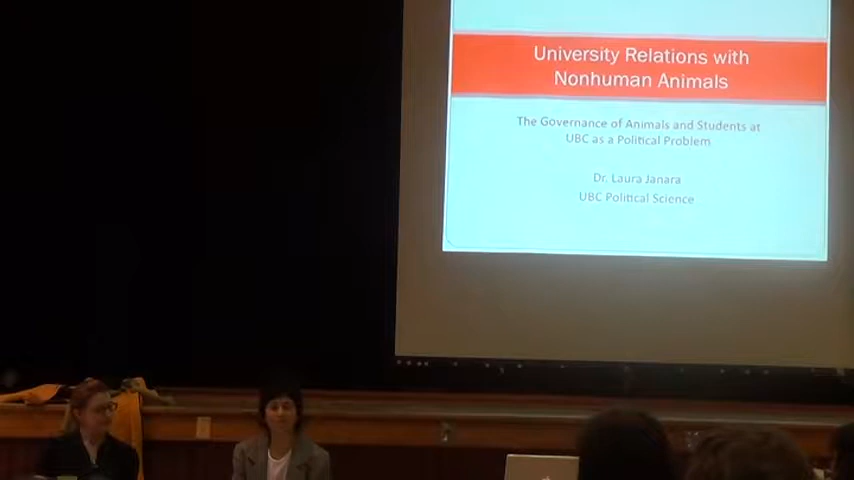 University Relations with
Nonhuman Animals
The Governance of Animals and Students at
UBC as a Political Problem
Dr. Laura Janara
UBC Political Science